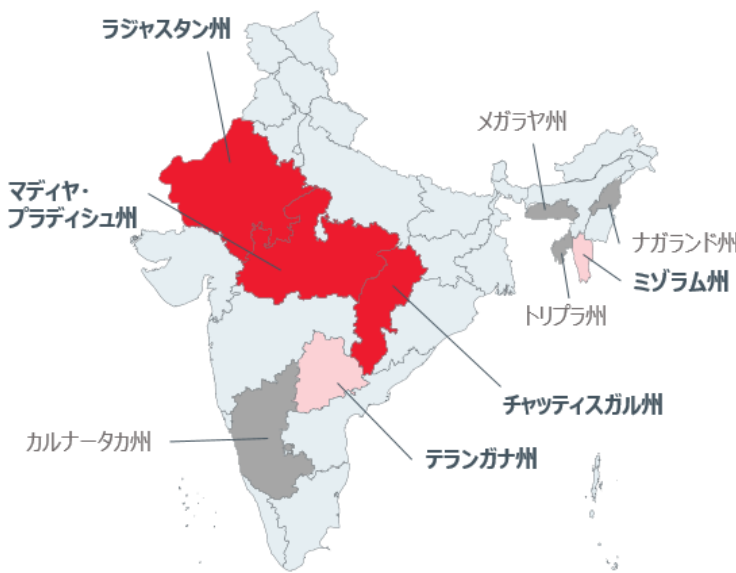 ラジャスタン州
メガラヤ州
マディヤ・
プラディシュ州
ナガランド州
ミゾラム州
トリプラ州
チャッティスガル州
カルナータカ州
テランガナ州